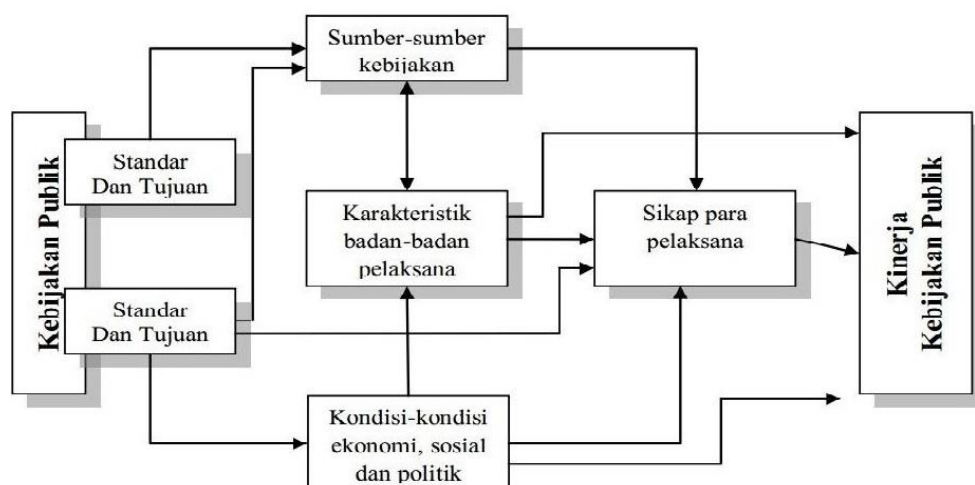 Kebijakan Publik
Standar
Dan Tujuan
Standar
Dan Tujuan
Sumber-sumber
kebijakan
Karakteristik
badan-badan
pelaksana
Kondisi-kondisi
ekonomi, sosial
dan politik
Sikap para
pelaksana
Kinerja
Kebijakan Publik